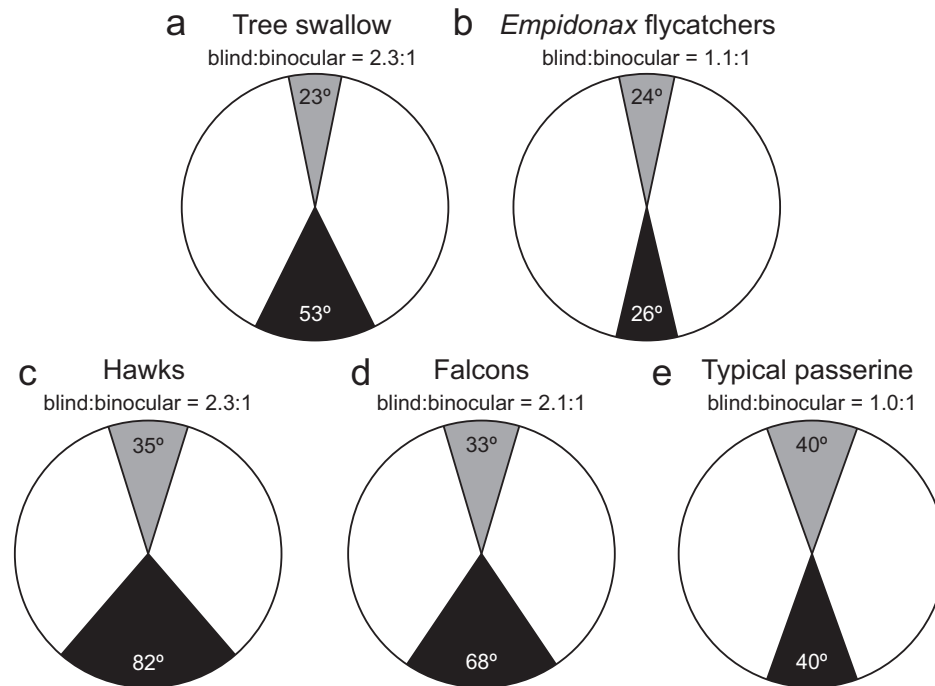 a Tree swallow
blind:binocular = 2.3:1
23º
53º
b Empidonax flycatchers
blind:binocular = 1.1:1
24º
26º
c Hawks
blind:binocular = 2.3:1
35º
82º
d Falcons
blind:binocular = 2.1:1
33º
68º
e Typical passerine
blind:binocular = 1.0:1
40º
40º